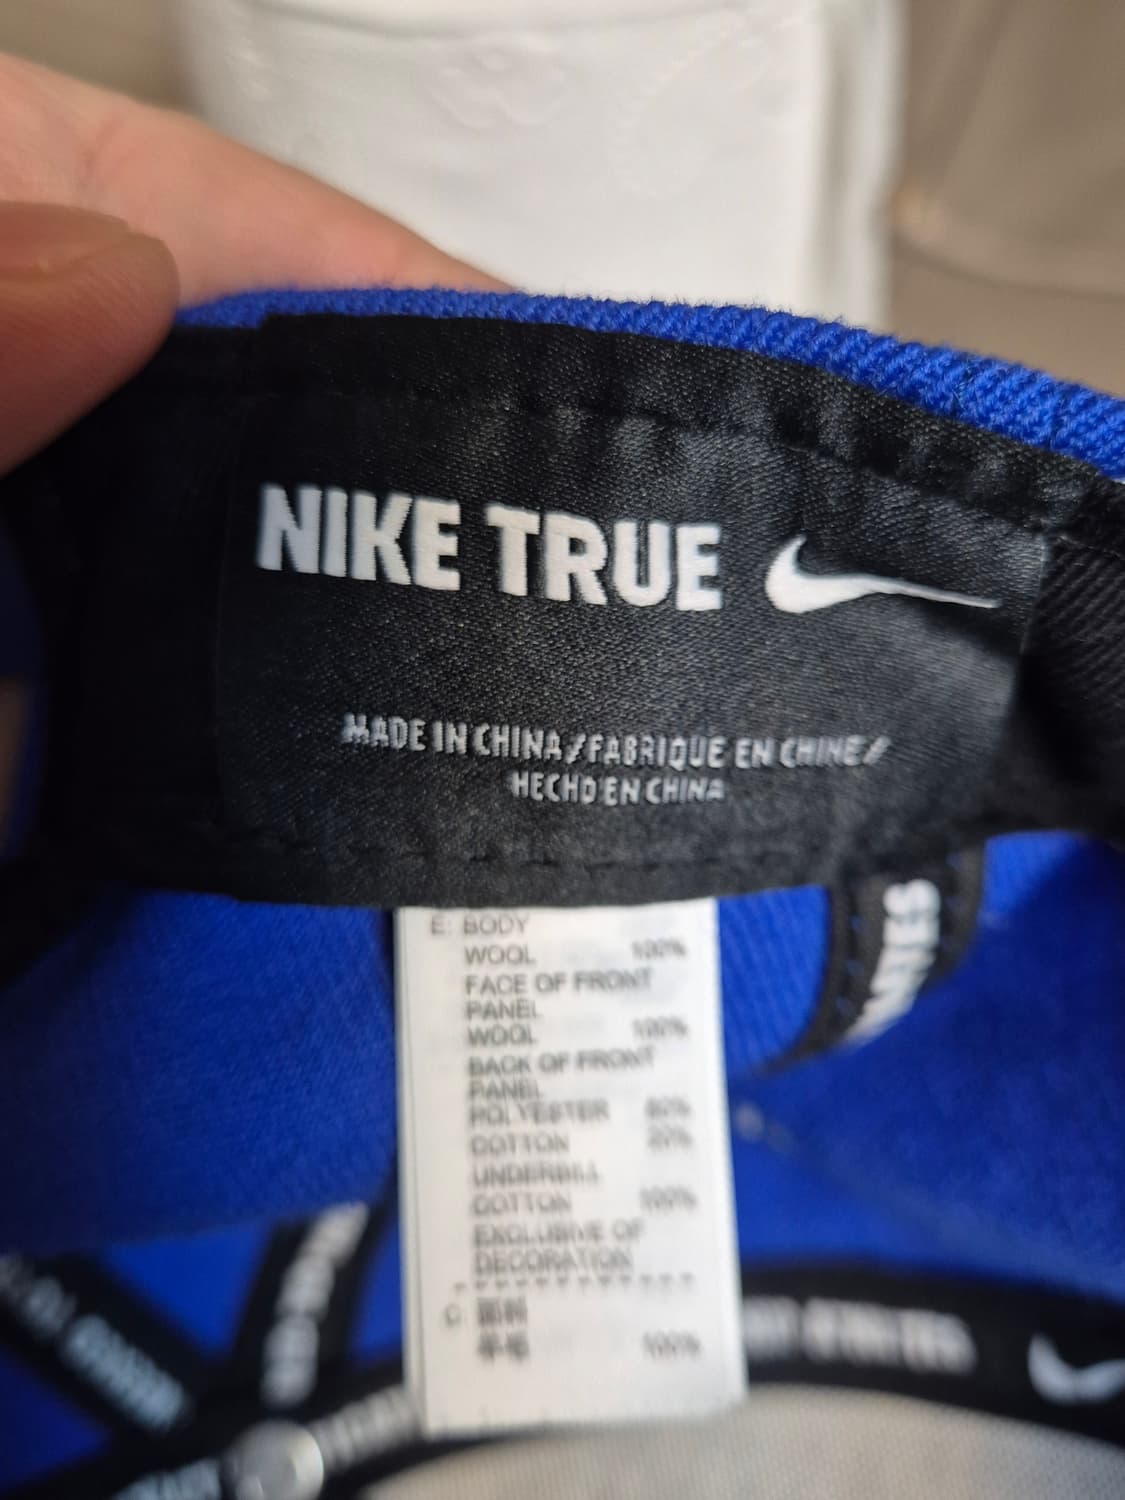 NIKE TRUE
MADE IN CHINA/FABRIQUE EN CHINE/
HECHO EN CHINA
E: BODY
WOOL 100%
FACE OF FRONT
PANEL
WOOL 100%
BACK OF FRONT
PANEL
POLYESTER 80%
COTTON 20%
UNDERBILL
COTTON 100%
EXCLUSIVE OF
DECORATION
C:
100%